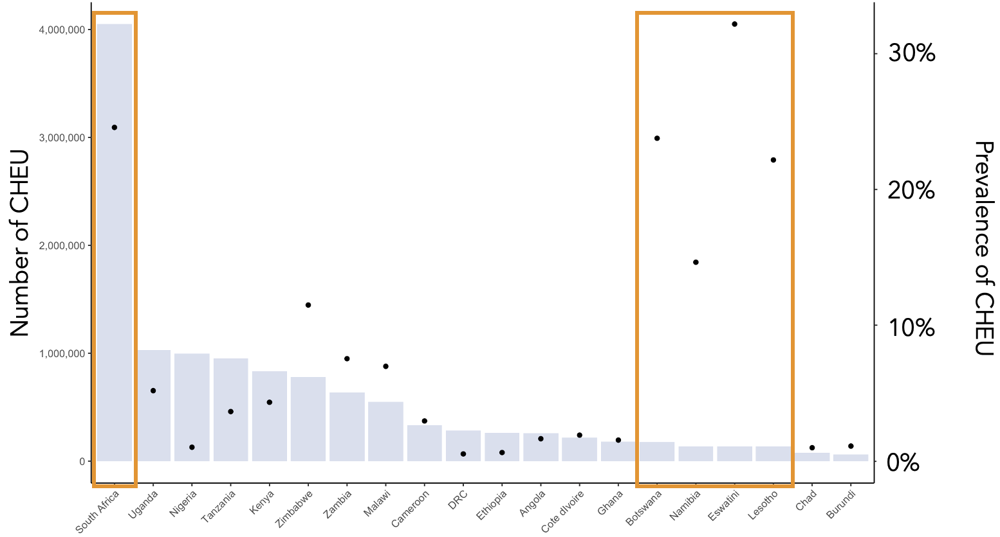 Number of CHEU
4,000,000
3,000,000
2,000,000
1,000,000
0
30%
20%
10%
0%
Prevalence of CHEU
South Africa
Uganda
Nigeria
Tanzania
Kenya
Zimbabwe
Zambia
Malawi
Cameroon
DRC
Ethiopia
Angola
Cote dIvoire
Ghana
Botswana
Namibia
Eswatini
Lesotho
Chad
Burundi